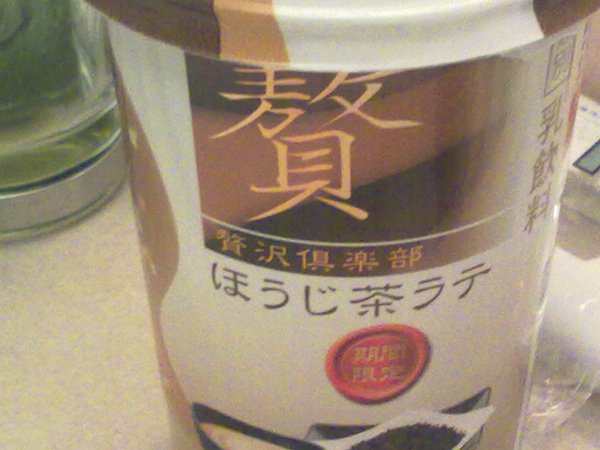 贅
贅沢倶楽部
ほうじ茶ラテ
期間
限定
乳飲料